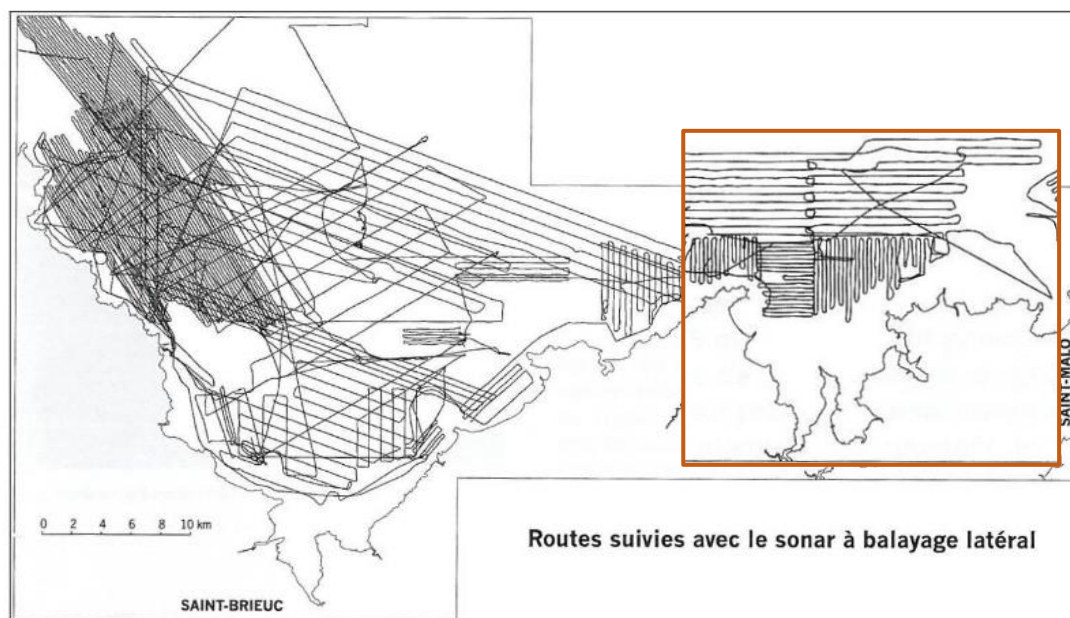 SAINT-MALO
0 2 4 6 8 10 km
Routes suivies avec le sonar à balayage latéral
SAINT-BRIEUC